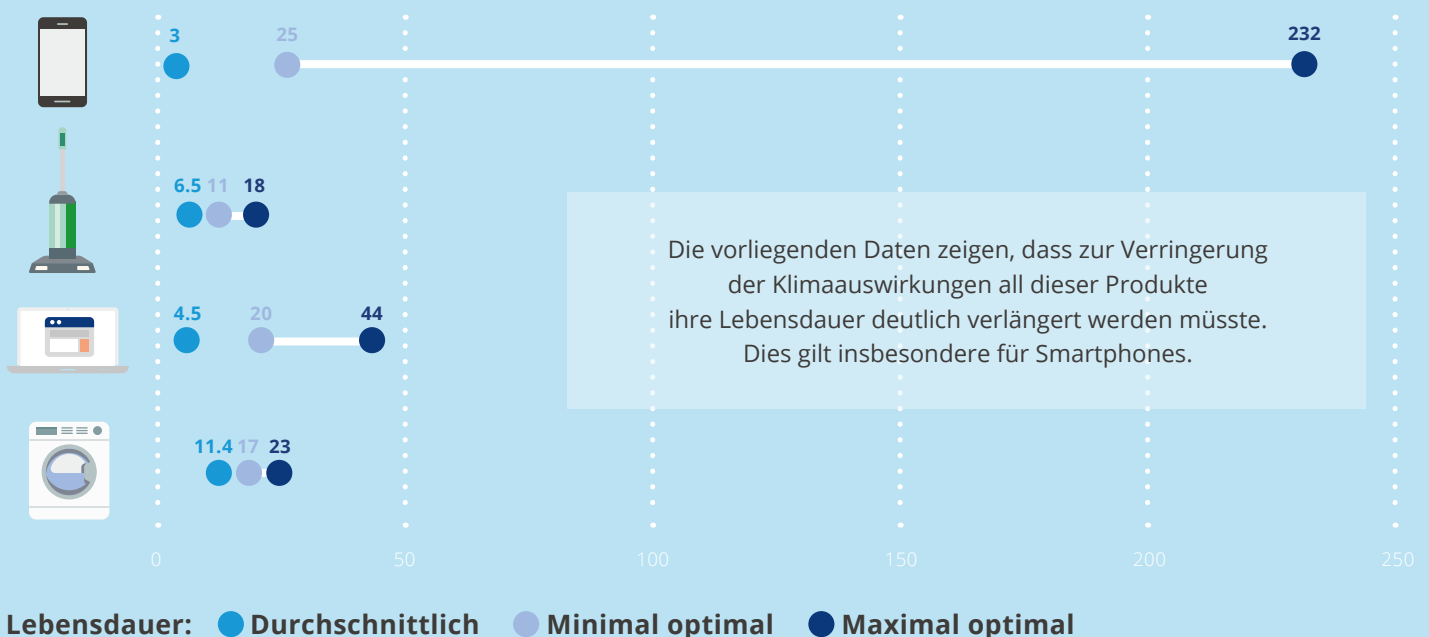 3 25 232
6.5 11 18
Die vorliegenden Daten zeigen, dass zur Verringerung
der Klimaauswirkungen all dieser Produkte
ihre Lebensdauer deutlich verlängert werden müsste.
Dies gilt insbesondere für Smartphones.
4.5 20 44
11.4 17 23
0 50 100 150 200 250
Lebensdauer: Durchschnittlich Minimal optimal Maximal optimal